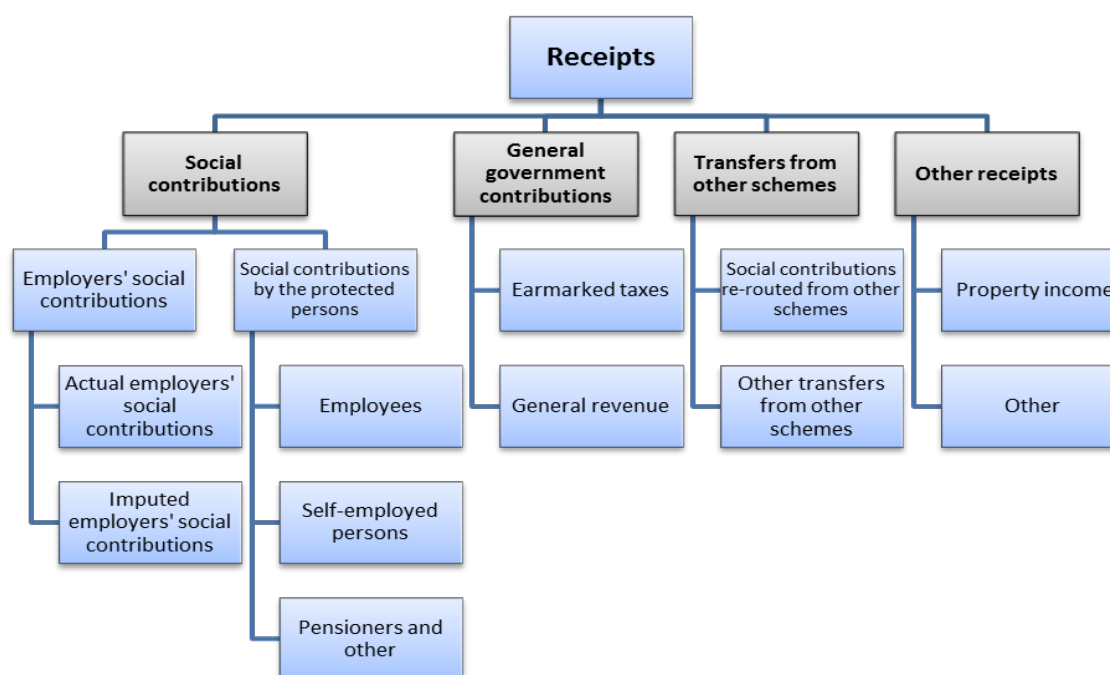 Receipts
Social
contributions
General
government
contributions
Transfers from
other schemes
Other receipts
Employers' social
contributions
Social contributions
by the protected
persons
Earmarked taxes
Social contributions
re-routed from other
schemes
Property income
Actual employers'
social
contributions
Employees
General revenue
Other transfers
from other
schemes
Other
Imputed
employers' social
contributions
Self-employed
persons
Pensioners and
other